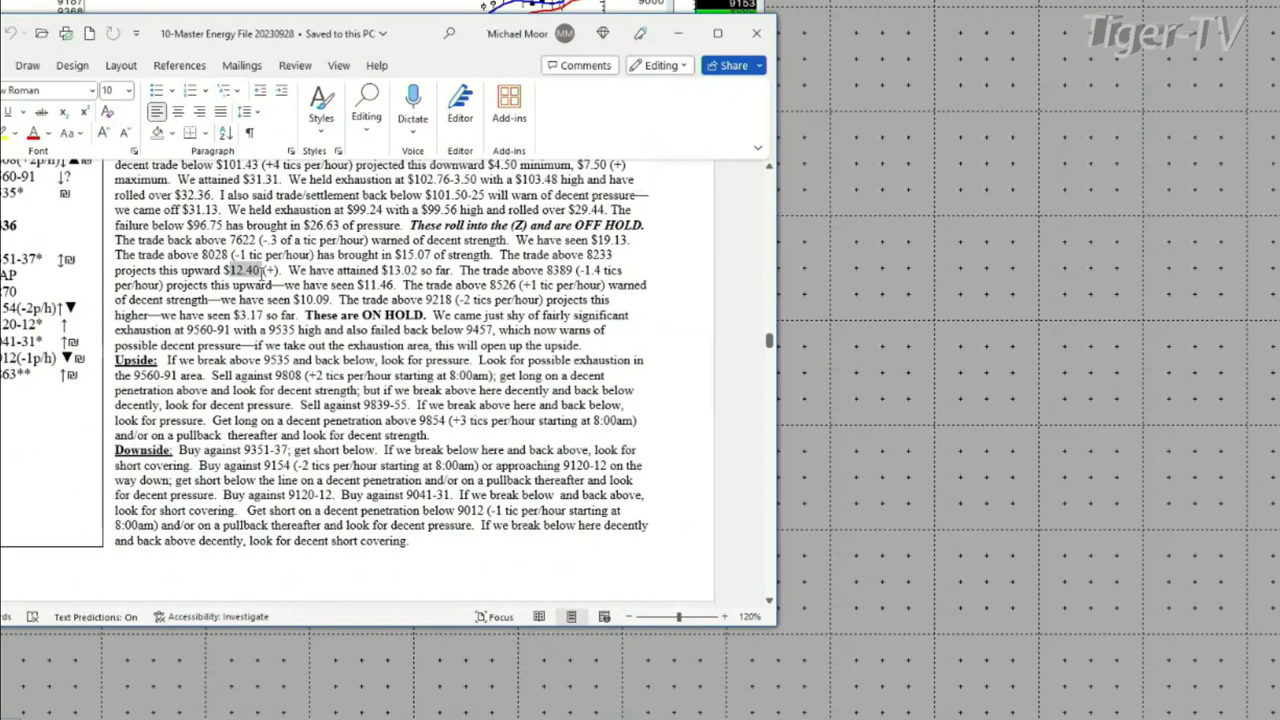 9187
9368
9000
9153
Tiger-TV
10-Master Energy File 20230928 • Saved to this PC
Michael Moor MM
Draw Design Layout References Mailings Review View Help
Comments Editing Share
Roman 10
Aa
Styles Editing Dictate Editor Add-ins
Font Paragraph Styles Voice Editor Add-ins
decent trade below $101.43 (+4 tics per/hour) projected this downward $4.50 minimum, $7.50 (+)
maximum. We attained $31.31. We held exhaustion at $102.76-3.50 with a $103.48 high and have
rolled over $32.36. I also said trade/settlement back below $101.50-25 will warn of decent pressure—
we came off $31.13. We held exhaustion at $99.24 with a $99.56 high and rolled over $29.44. The
failure below $96.75 has brought in $26.63 of pressure. These roll into the (Z) and are OFF HOLD.
The trade back above 7622 (-.3 of a tic per/hour) warned of decent strength. We have seen $19.13.
The trade above 8028 (-1 tic per/hour) has brought in $15.07 of strength. The trade above 8233
projects this upward $12.40 (+). We have attained $13.02 so far. The trade above 8389 (-1.4 tics
per/hour) projects this upward—we have seen $11.46. The trade above 8526 (+1 tic per/hour) warned
of decent strength—we have seen $10.09. The trade above 9218 (-2 tics per/hour) projects this
higher—we have seen $3.17 so far. These are ON HOLD. We came just shy of fairly significant
exhaustion at 9560-91 with a 9535 high and also failed back below 9457, which now warns of
possible decent pressure—if we take out the exhaustion area, this will open up the upside.
Upside: If we break above 9535 and back below, look for pressure. Look for possible exhaustion in
the 9560-91 area. Sell against 9808 (+2 tics per/hour starting at 8:00am); get long on a decent
penetration above and look for decent strength; but if we break above here decently and back below
decently, look for decent pressure. Sell against 9839-55. If we break above here and back below,
look for pressure. Get long on a decent penetration above 9854 (+3 tics per/hour starting at 8:00am)
and/or on a pullback thereafter and look for decent strength.
Downside: Buy against 9351-37; get short below. If we break below here and back above, look for
short covering. Buy against 9154 (-2 tics per/hour starting at 8:00am) or approaching 9120-12 on the
way down; get short below the line on a decent penetration and/or on a pullback thereafter and look
for decent pressure. Buy against 9120-12. Buy against 9041-31. If we break below and back above,
look for short covering. Get short on a decent penetration below 9012 (-1 tic per/hour starting at
8:00am) and/or on a pullback thereafter and look for decent pressure. If we break below here decently
and back above decently, look for decent short covering.
60-91 ↓?
535* ₪
436
351-37* ↕₪
AP
270
154(-2p/h)↑▼
120-12* ↑
041-31* ↑₪
012(-1p/h) ▼₪
863** ↑₪
Text Predictions: On Accessibility: Investigate Focus 120%